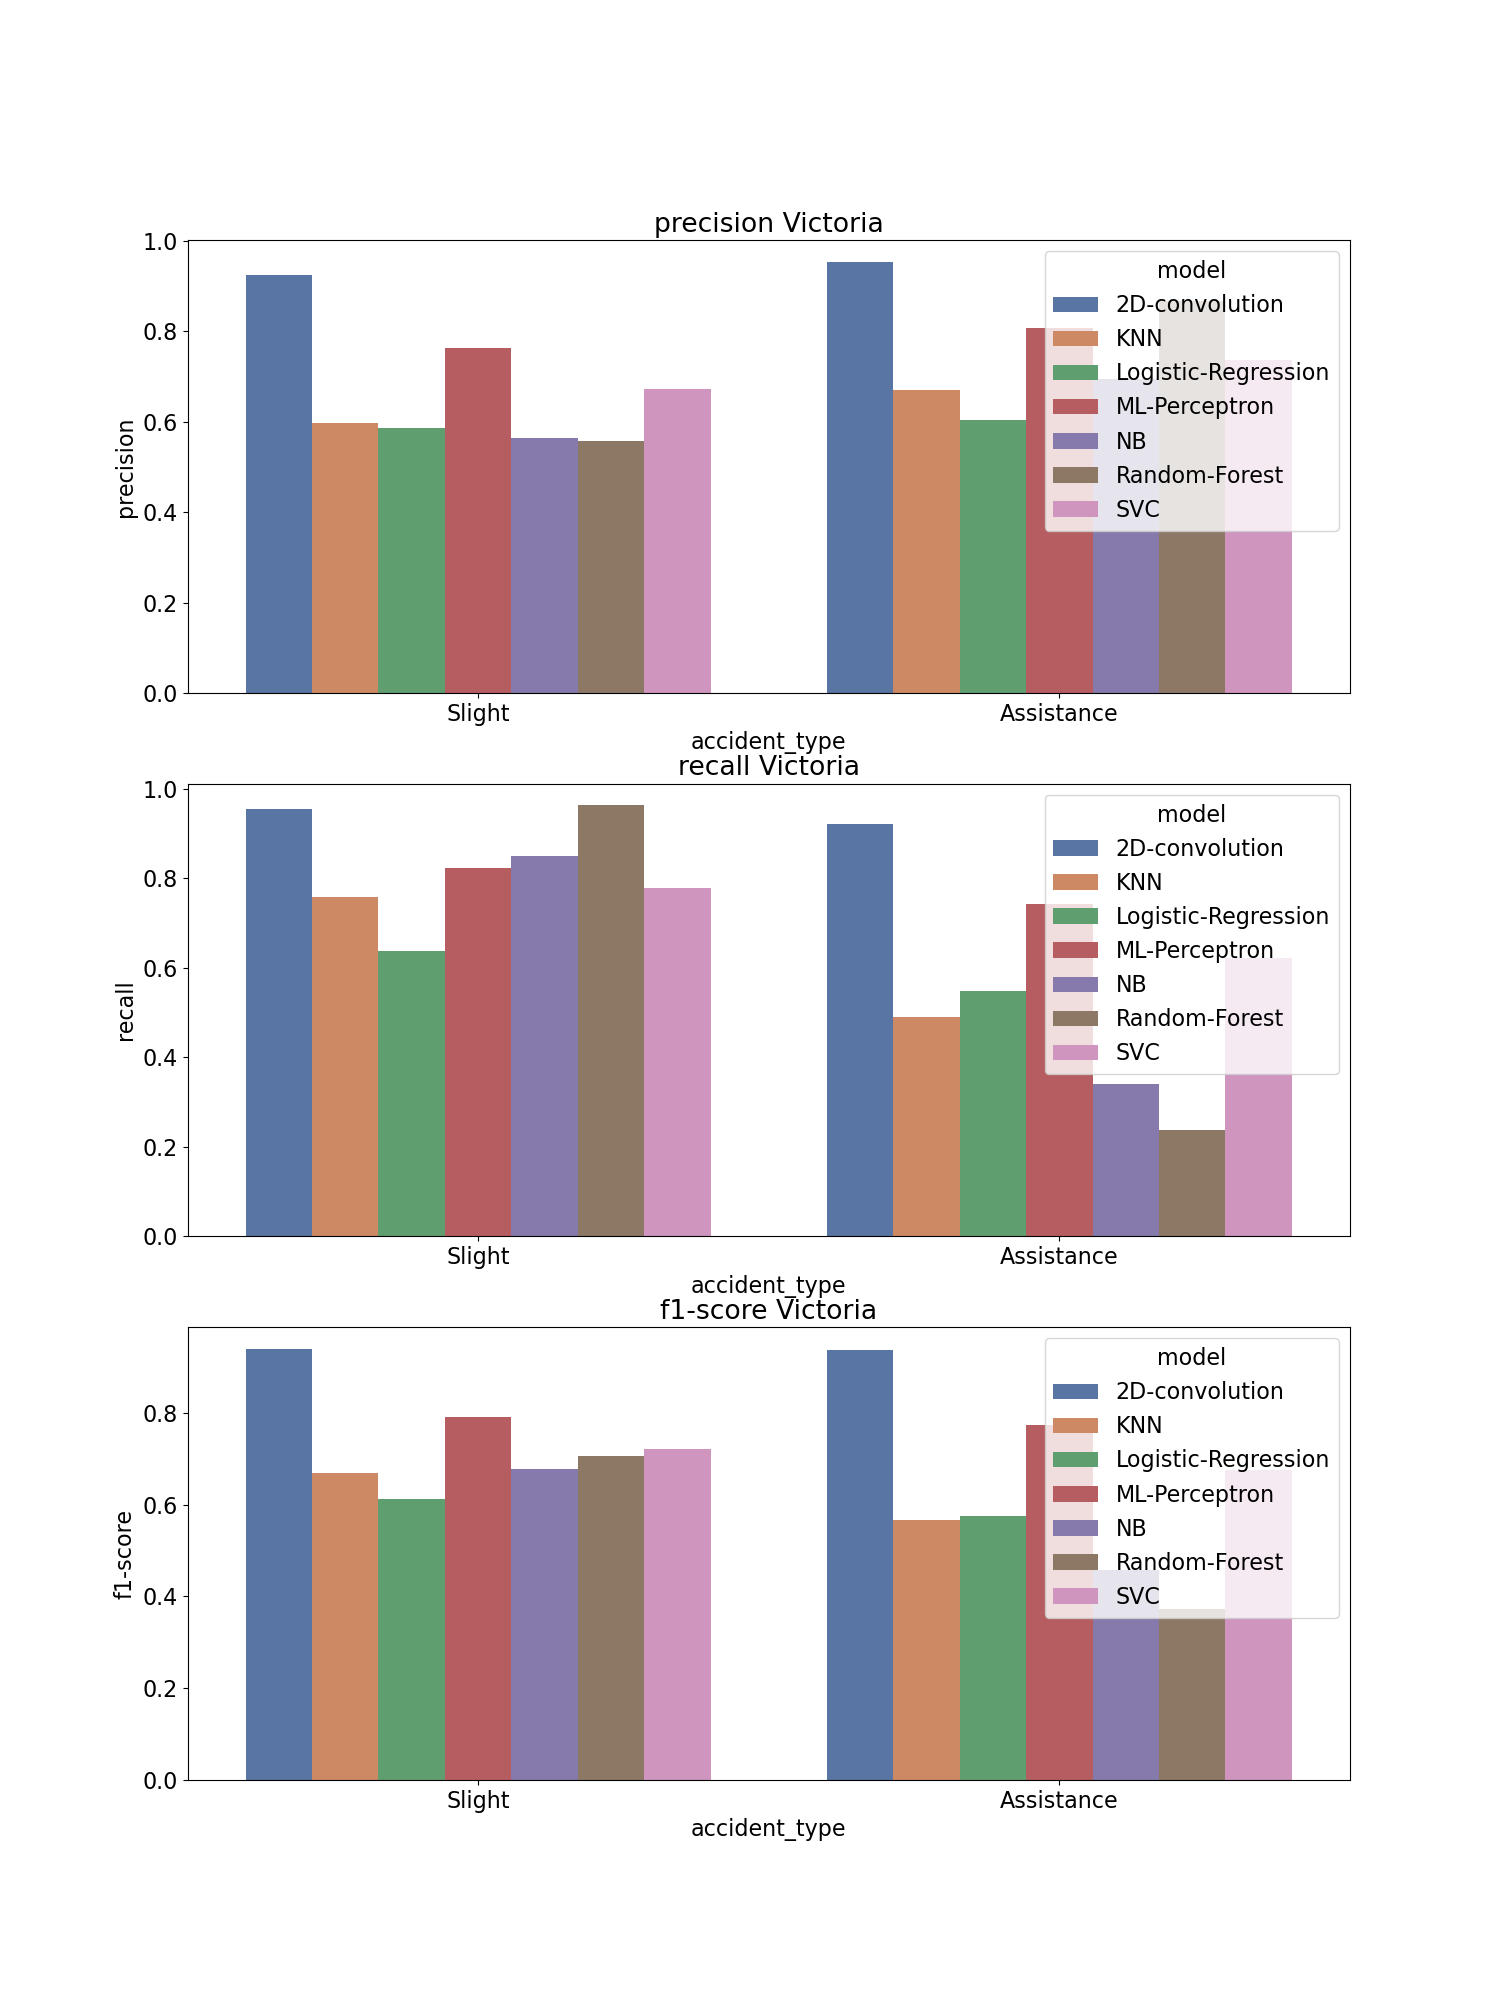 precision Victoria
1.0
0.8
0.6
0.4
0.2
0.0
precision
model
2D-convolution
KNN
Logistic-Regression
ML-Perceptron
NB
Random-Forest
SVC
Slight
Assistance
accident_type
recall Victoria
1.0
0.8
0.6
0.4
0.2
0.0
recall
model
2D-convolution
KNN
Logistic-Regression
ML-Perceptron
NB
Random-Forest
SVC
Slight
Assistance
accident_type
f1-score Victoria
0.8
0.6
0.4
0.2
0.0
f1-score
model
2D-convolution
KNN
Logistic-Regression
ML-Perceptron
NB
Random-Forest
SVC
Slight
Assistance
accident_type